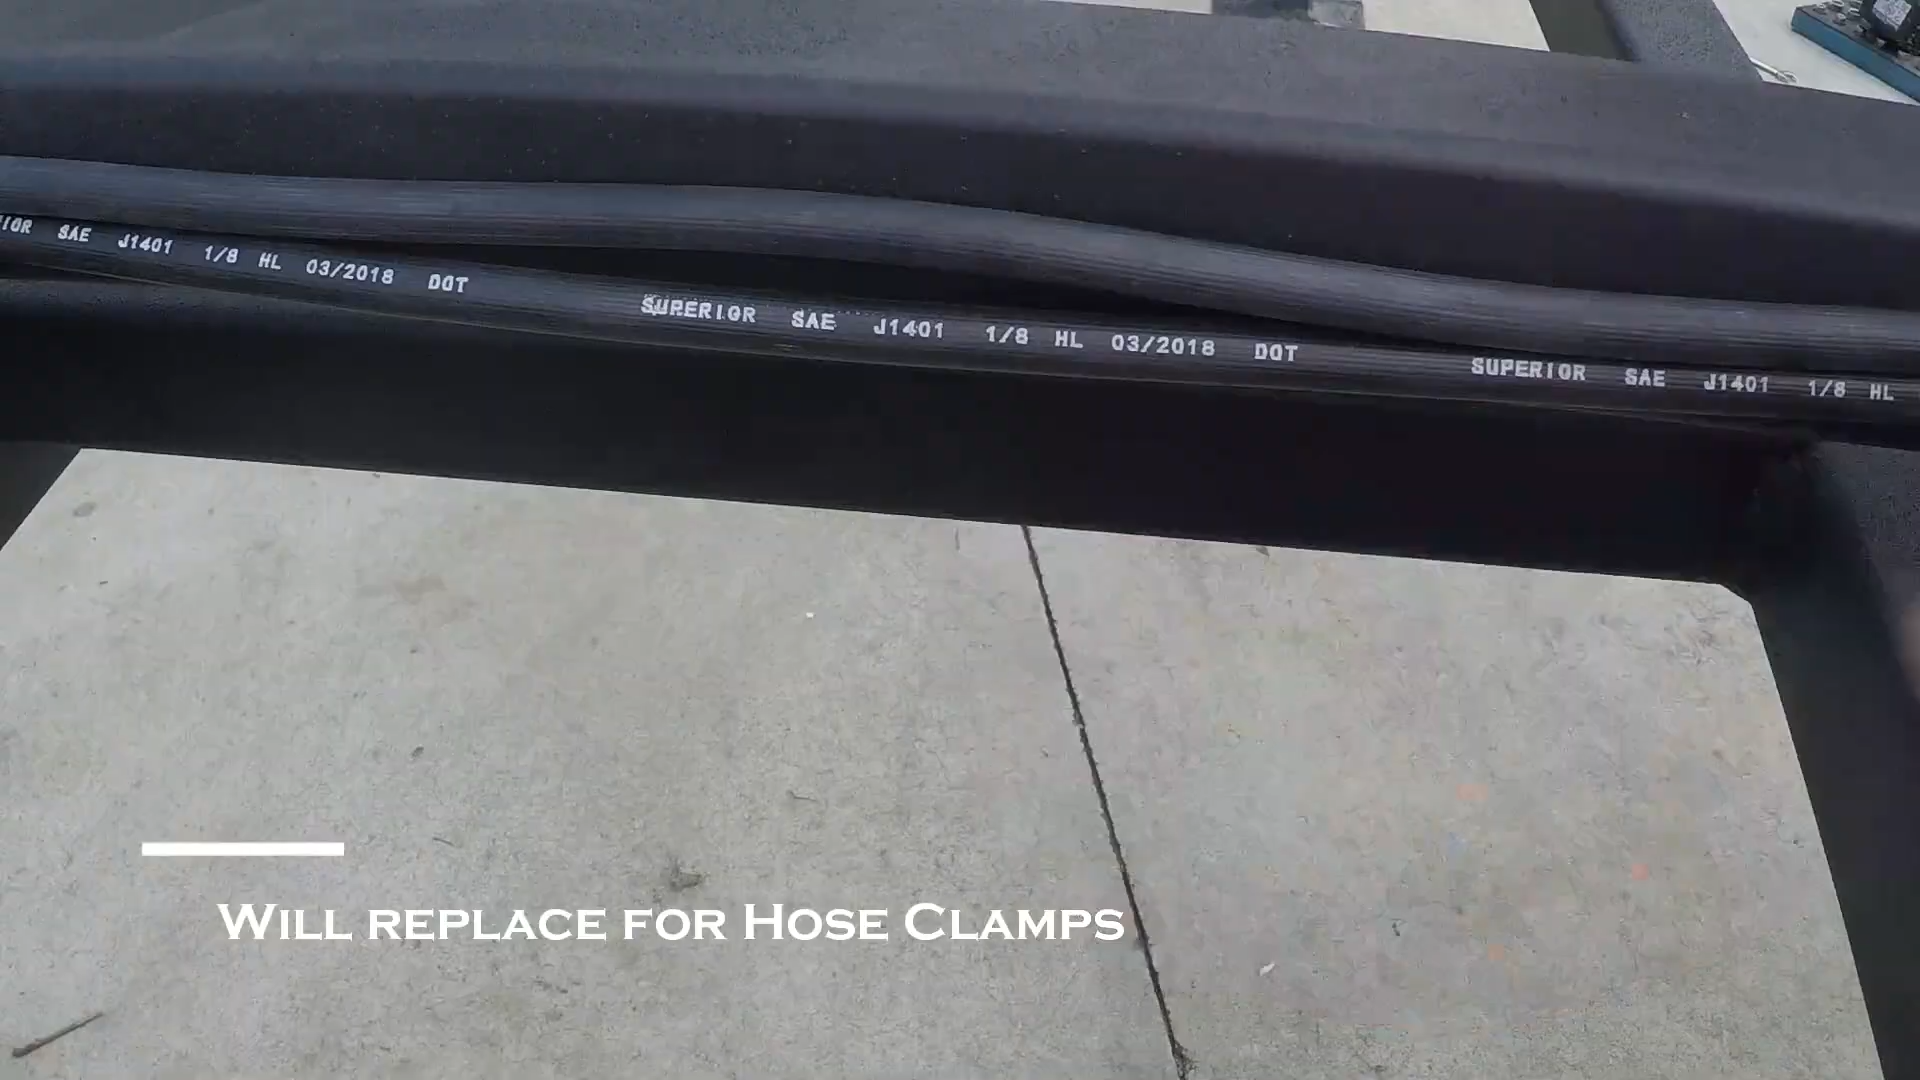 IOR SAE J1401 1/8 HL 03/2018 DOT SUPERIOR SAE J1401 1/8 HL 03/2018 DOT SUPERIOR SAE J1401 1/8 HL
WILL REPLACE FOR HOSE CLAMPS